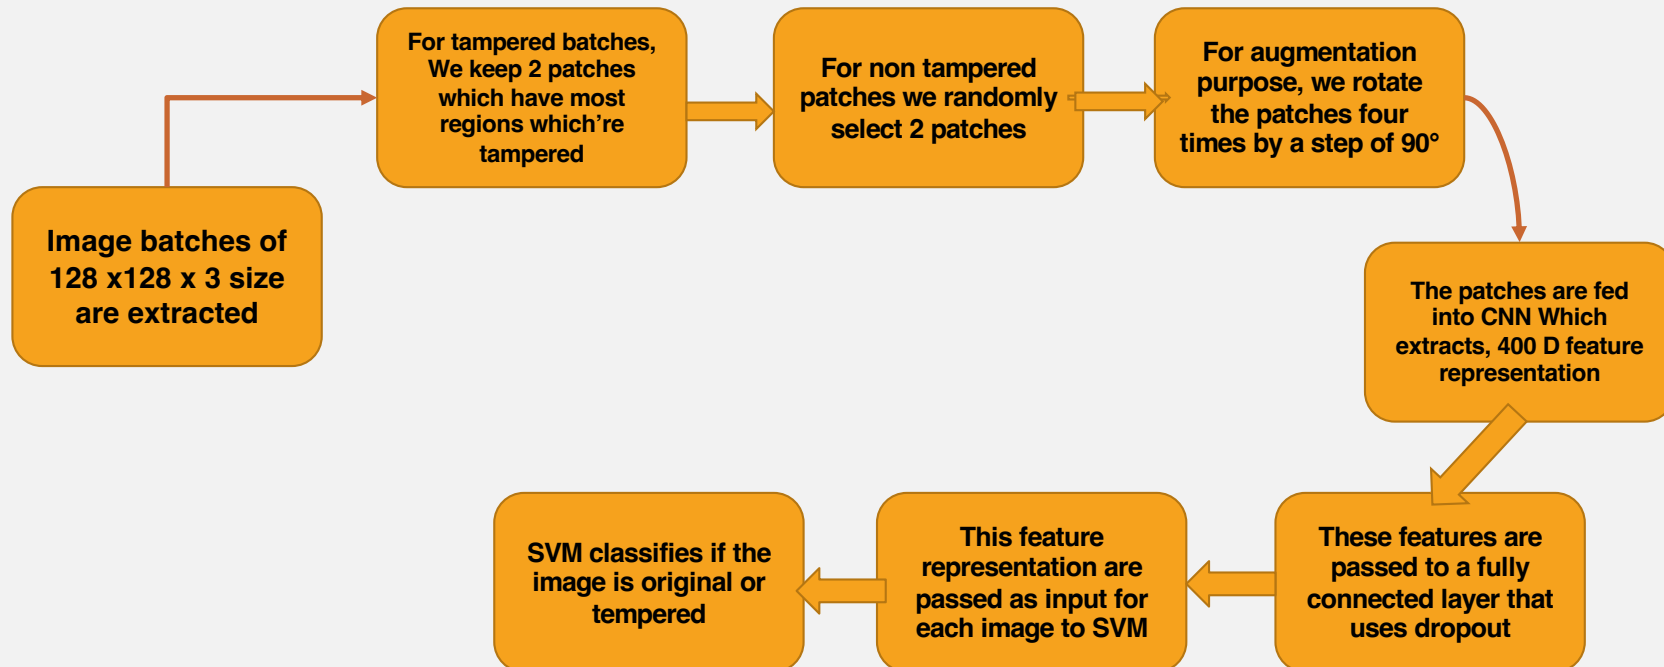 Image batches of
128 x128 x 3 size
are extracted
For tampered batches,
We keep 2 patches
which have most
regions which're
tampered
For non tampered
patches we randomly
select 2 patches
For augmentation
purpose, we rotate
the patches four
times by a step of 90°
The patches are fed
into CNN Which
extracts, 400 D feature
representation
These features are
passed to a fully
connected layer that
uses dropout
This feature
representation are
passed as input for
each image to SVM
SVM classifies if the
image is original or
tempered